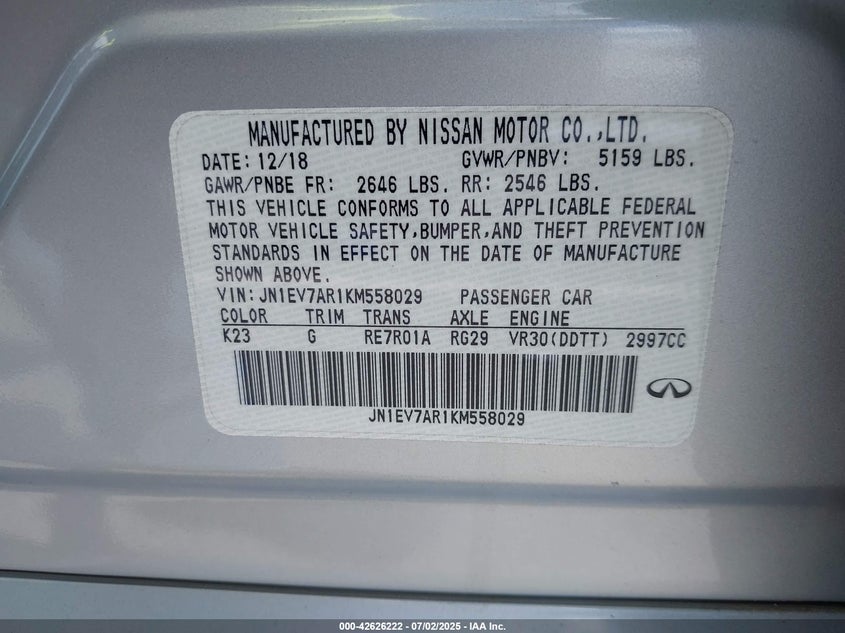 MANUFACTURED BY NISSAN MOTOR CO.,LTD.
DATE: 12/18 GVWR/PNBV: 5159 LBS.
GAWR/PNBE FR: 2646 LBS. RR: 2546 LBS.
THIS VEHICLE CONFORMS TO ALL APPLICABLE FEDERAL
MOTOR VEHICLE SAFETY,BUMPER,AND THEFT PREVENTION
STANDARDS IN EFFECT ON THE DATE OF MANUFACTURE
SHOWN ABOVE.
VIN: JN1EV7AR1KM558029 PASSENGER CAR
COLOR TRIM TRANS AXLE ENGINE
K23 G RE7R01A RG29 VR30(DDTT) 2997CC
JN1EV7AR1KM558029
000-42626222 - 07/02/2025 - IAA Inc.